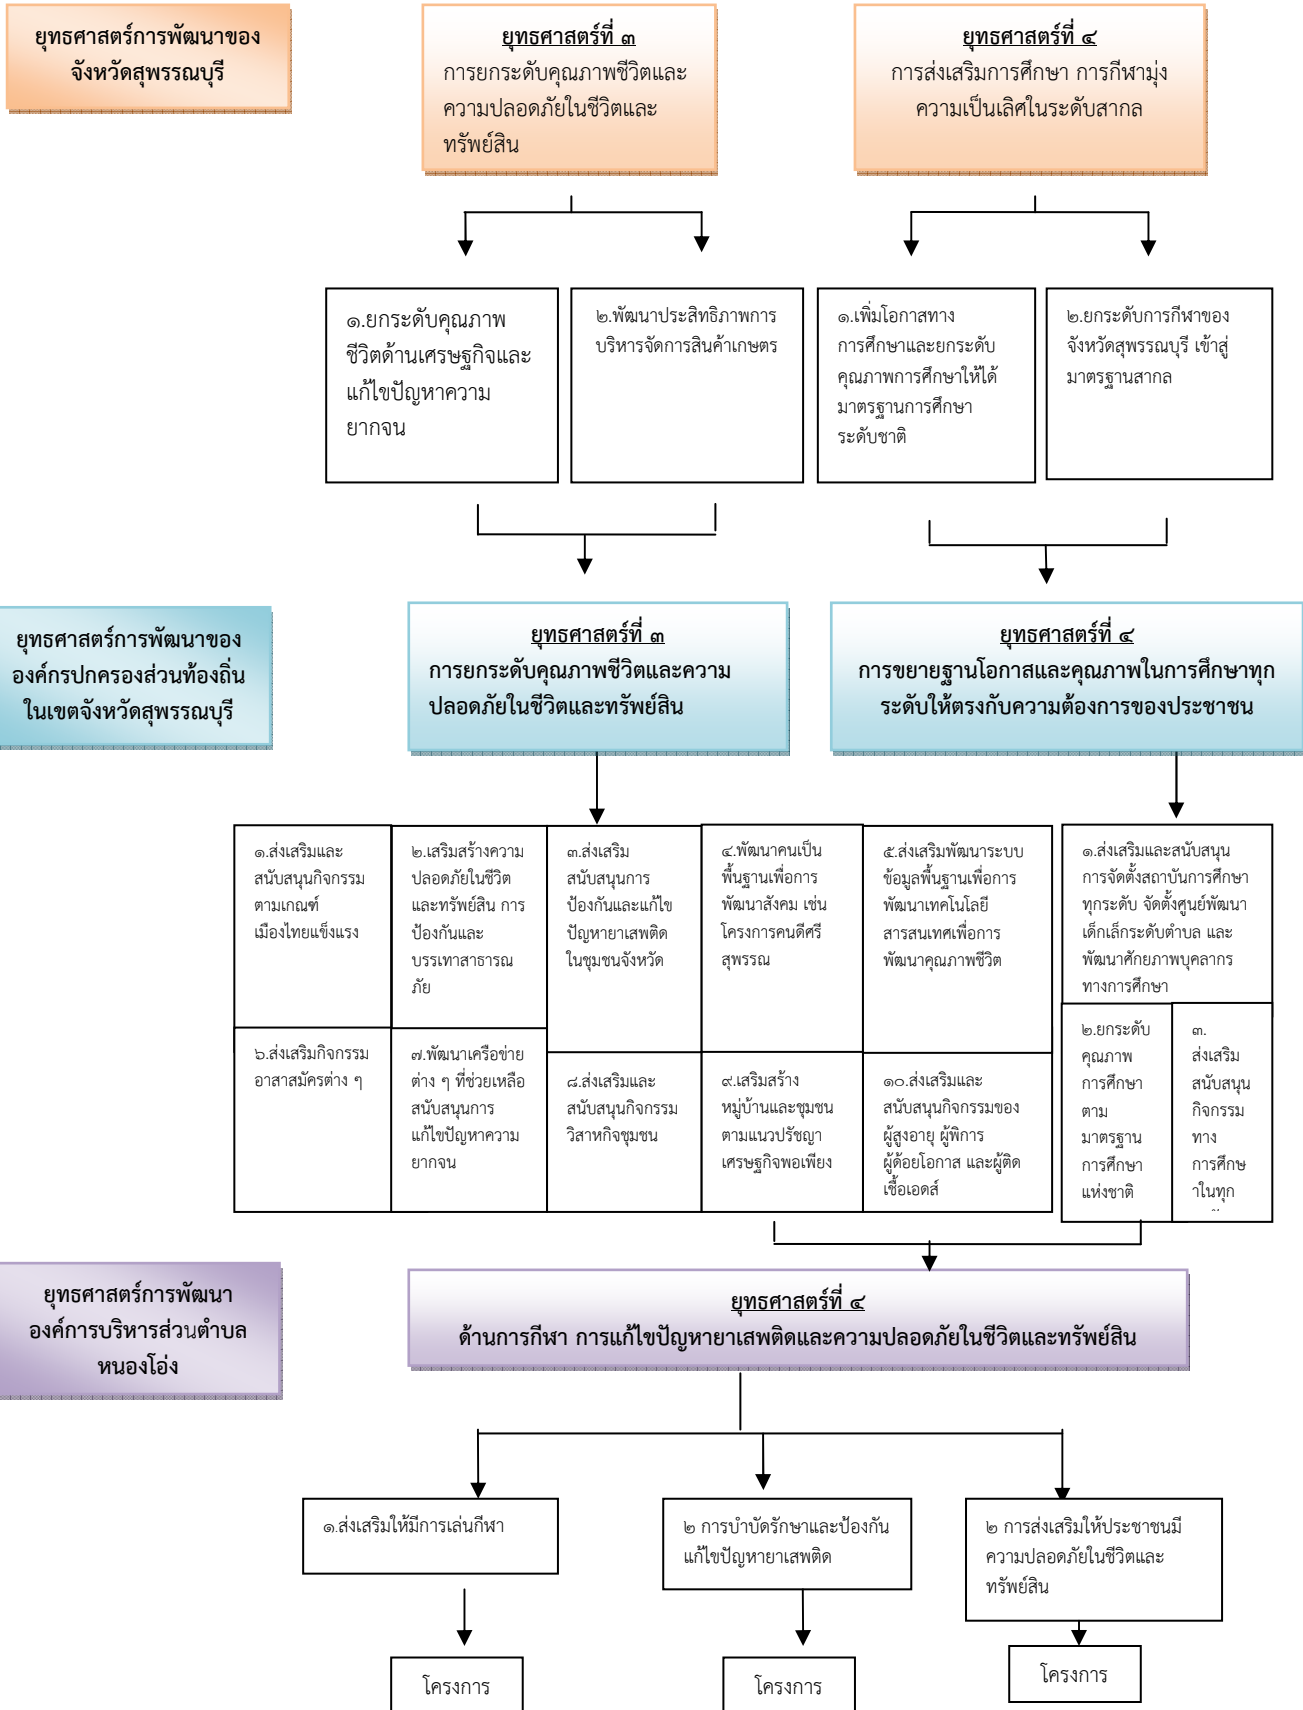 ยุทธศาสตร์การพัฒนาของ
จังหวัดสุพรรณบุรี
ยุทธศาสตร์ที่ ๓
การยกระดับคุณภาพชีวิตและ
ความปลอดภัยในชีวิตและ
ทรัพย์สิน
ยุทธศาสตร์ที่ ๔
การส่งเสริมการศึกษา การกีฬามุ่ง
ความเป็นเลิศในระดับสากล
๑.ยกระดับคุณภาพ
ชีวิตด้านเศรษฐกิจและ
แก้ไขปัญหาความ
ยากจน
๒.พัฒนาประสิทธิภาพการ
บริหารจัดการสินค้าเกษตร
๑.เพิ่มโอกาสทาง
การศึกษาและยกระดับ
คุณภาพการศึกษาให้ได้
มาตรฐานการศึกษา
ระดับชาติ
๒.ยกระดับการกีฬาของ
จังหวัดสุพรรณบุรี เข้าสู่
มาตรฐานสากล
ยุทธศาสตร์การพัฒนาของ
องค์กรปกครองส่วนท้องถิ่น
ในเขตจังหวัดสุพรรณบุรี
ยุทธศาสตร์ที่ ๓
การยกระดับคุณภาพชีวิตและความ
ปลอดภัยในชีวิตและทรัพย์สิน
ยุทธศาสตร์ที่ ๔
การขยายฐานโอกาสและคุณภาพในการศึกษาทุก
ระดับให้ตรงกับความต้องการของประชาชน
๑.ส่งเสริมและ
สนับสนุนกิจกรรม
ตามเกณฑ์
เมืองไทยแข็งแรง
๒.เสริมสร้างความ
ปลอดภัยในชีวิต
และทรัพย์สิน การ
ป้องกันและ
บรรเทาสาธารณ
ภัย
๓.ส่งเสริม
สนับสนุนการ
ป้องกันและแก้ไข
ปัญหายาเสพติด
ในชุมชนจังหวัด
๔.พัฒนาคนเป็น
พื้นฐานเพื่อการ
พัฒนาสังคม เช่น
โครงการคนดีศรี
สุพรรณ
๕.ส่งเสริมพัฒนาระบบ
ข้อมูลพื้นฐานเพื่อการ
พัฒนาเทคโนโลยี
สารสนเทศเพื่อการ
พัฒนาคุณภาพชีวิต
๑.ส่งเสริมและสนับสนุน
การจัดตั้งสถาบันการศึกษา
ทุกระดับ จัดตั้งศูนย์พัฒนา
เด็กเล็กระดับตำบล และ
พัฒนาศักยภาพบุคลากร
ทางการศึกษา
๖.ส่งเสริมกิจกรรม
อาสาสมัครต่าง ๆ
๗.พัฒนาเครือข่าย
ต่าง ๆ ที่ช่วยเหลือ
สนับสนุนการ
แก้ไขปัญหาความ
ยากจน
๘.ส่งเสริมและ
สนับสนุนกิจกรรม
วิสาหกิจชุมชน
๙.เสริมสร้าง
หมู่บ้านและชุมชน
ตามแนวปรัชญา
เศรษฐกิจพอเพียง
๑๐.ส่งเสริมและ
สนับสนุนกิจกรรมของ
ผู้สูงอายุ ผู้พิการ
ผู้ด้อยโอกาส และผู้ติด
เชื้อเอดส์
๒.ยกระดับ
คุณภาพ
การศึกษา
ตาม
มาตรฐาน
การศึกษา
แห่งชาติ
๓.
ส่งเสริม
สนับสนุน
กิจกรรม
ทาง
การศึกษ
าในทุก
ยุทธศาสตร์การพัฒนา
องค์การบริหารส่วนตำบล
หนองโอ่ง
ยุทธศาสตร์ที่ ๔
ด้านการกีฬา การแก้ไขปัญหายาเสพติดและความปลอดภัยในชีวิตและทรัพย์สิน
๑.ส่งเสริมให้มีการเล่นกีฬา
๒ การบำบัดรักษาและป้องกัน
แก้ไขปัญหายาเสพติด
๒ การส่งเสริมให้ประชาชนมี
ความปลอดภัยในชีวิตและ
ทรัพย์สิน
โครงการ
โครงการ
โครงการ